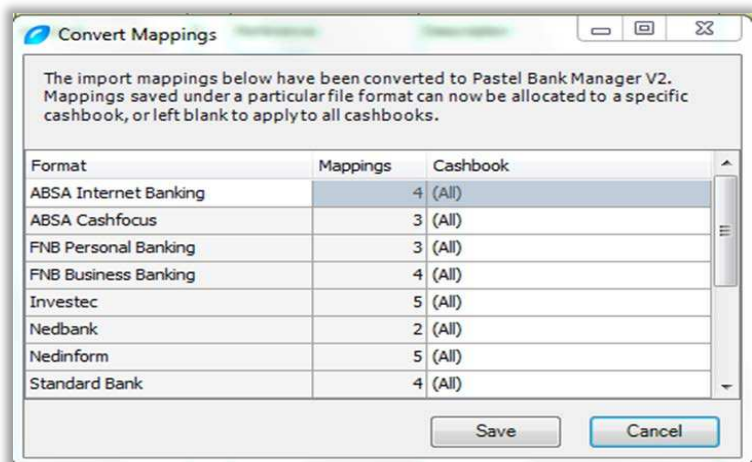 Convert Mappings
The import mappings below have been converted to Pastel Bank Manager V2.
Mappings saved under a particular file format can now be allocated to a specific
cashbook, or left blank to apply to all cashbooks.
Format Mappings Cashbook
ABSA Internet Banking 4 (All)
ABSA Cashfocus 3 (All)
FNB Personal Banking 3 (All)
FNB Business Banking 4 (All)
Investec 5 (All)
Nedbank 2 (All)
Nedinform 5 (All)
Standard Bank 4 (All)
Save Cancel